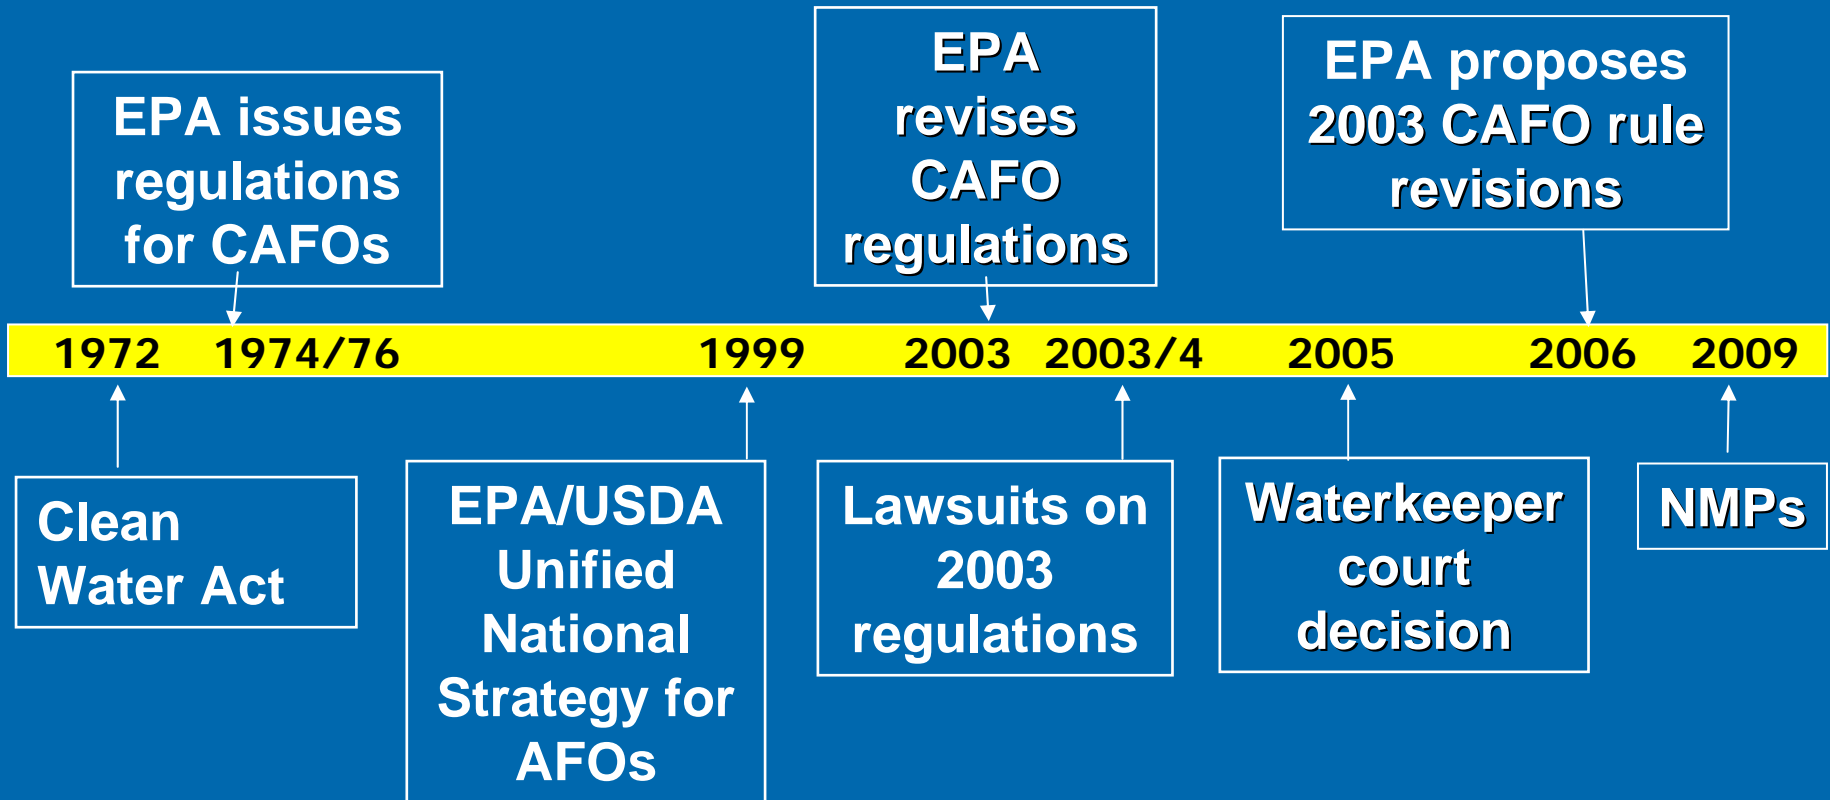 EPA issues
regulations
for CAFOs
EPA
revises
CAFO
regulations
EPA proposes
2003 CAFO rule
revisions
1972 1974/76 1999 2003 2003/4 2005 2006 2009
Clean
Water Act
EPA/USDA
Unified
National
Strategy for
AFOs
Lawsuits on
2003
regulations
Waterkeeper
court
decision
NMPs